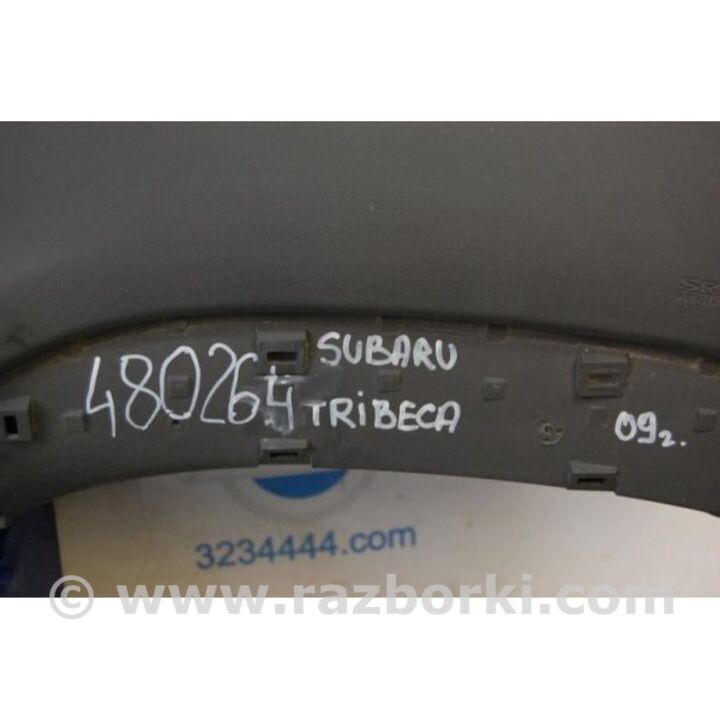 SUBARU
480264 TRIBECA
09г.
3234444.com
© www.razborki.com